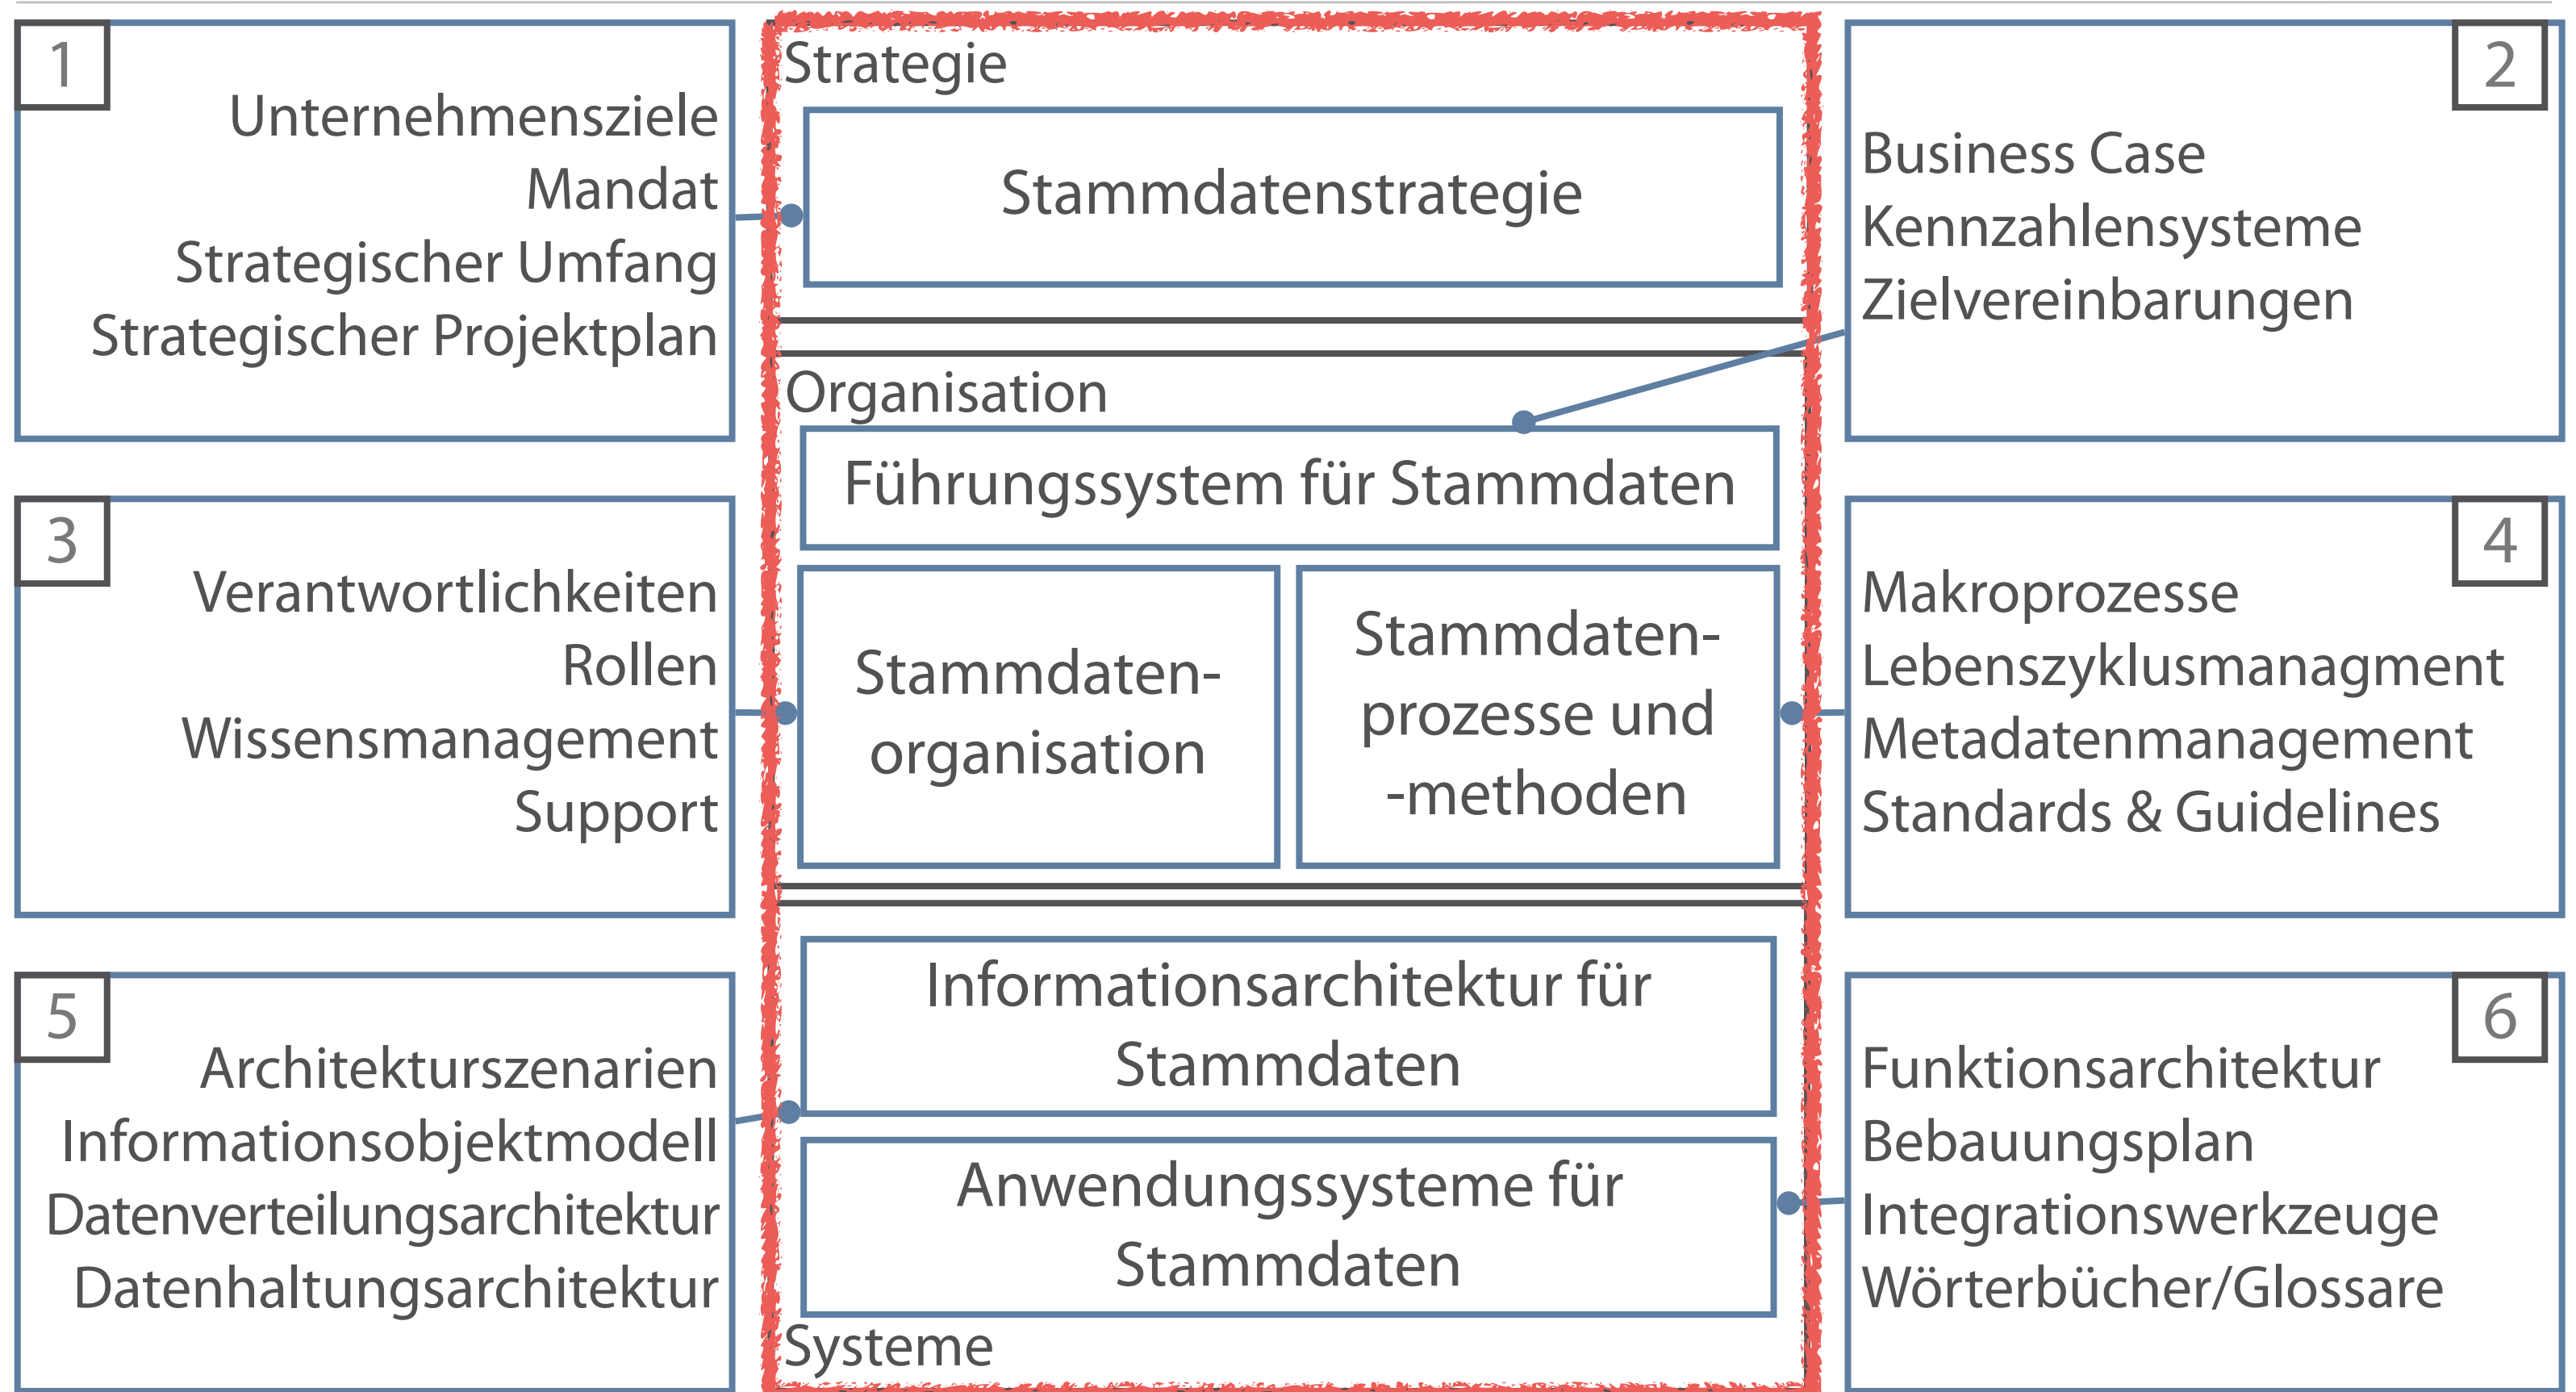 1
Unternehmensziele
Mandat
Strategischer Umfang
Strategischer Projektplan
Strategie
Stammdatenstrategie
2
Business Case
Kennzahlensysteme
Zielvereinbarungen
Organisation
Führungssystem für Stammdaten
3
Verantwortlichkeiten
Rollen
Wissensmanagement
Support
Stammdaten-
organisation
Stammdaten-
prozesse und
-methoden
4
Makroprozesse
Lebenszyklusmanagment
Metadatenmanagement
Standards & Guidelines
5
Architekturszenarien
Informationsobjektmodell
Datenverteilungsarchitektur
Datenhaltungsarchitektur
Informationsarchitektur für
Stammdaten
Anwendungssysteme für
Stammdaten
Systeme
6
Funktionsarchitektur
Bebauungsplan
Integrationswerkzeuge
Wörterbücher/Glossare